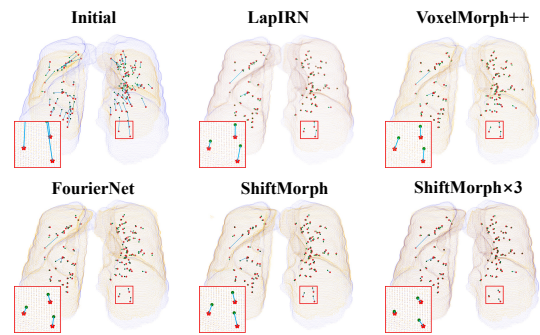 Initial
LapIRN
VoxelMorph++
FourierNet
ShiftMorph
ShiftMorph×3